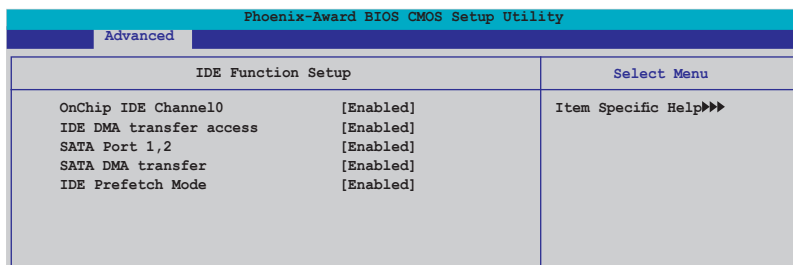 Phoenix-Award BIOS CMOS Setup Utility
Advanced
IDE Function Setup
Select Menu
OnChip IDE Channel0 [Enabled]
IDE DMA transfer access [Enabled]
SATA Port 1,2 [Enabled]
SATA DMA transfer [Enabled]
IDE Prefetch Mode [Enabled]
Item Specific Help▶▶▶